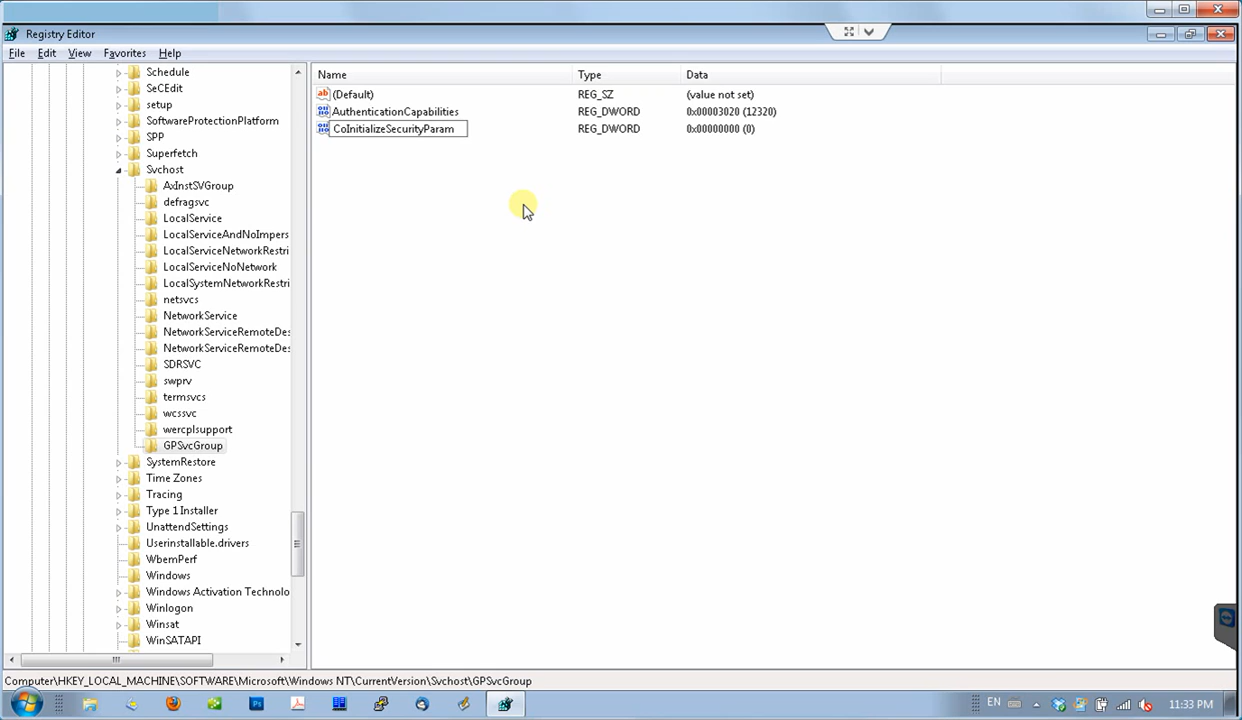 Registry Editor
File Edit View Favorites Help
Name Type Data
(Default) REG_SZ (value not set)
AuthenticationCapabilities REG_DWORD 0x00003020 (12320)
CoInitializeSecurityParam REG_DWORD 0x00000000 (0)
Schedule
SeCEdit
setup
SoftwareProtectionPlatform
SPP
Superfetch
Svchost
AxInstSVGroup
defragsvc
LocalService
LocalServiceAndNoImpers
LocalServiceNetworkRestri
LocalServiceNoNetwork
LocalSystemNetworkRestri
netsvcs
NetworkService
NetworkServiceRemoteDes
NetworkServiceRemoteDes
SDRSVC
swprv
termsvcs
wcssvc
wercplsupport
GPSvcGroup
SystemRestore
Time Zones
Tracing
Type 1 Installer
UnattendSettings
Userinstallable.drivers
WbemPerf
Windows
Windows Activation Technolo
Winlogon
Winsat
WinSATAPI
Computer\HKEY_LOCAL_MACHINE\SOFTWARE\Microsoft\Windows NT\CurrentVersion\Svchost\GPSvcGroup
EN 11:33 PM